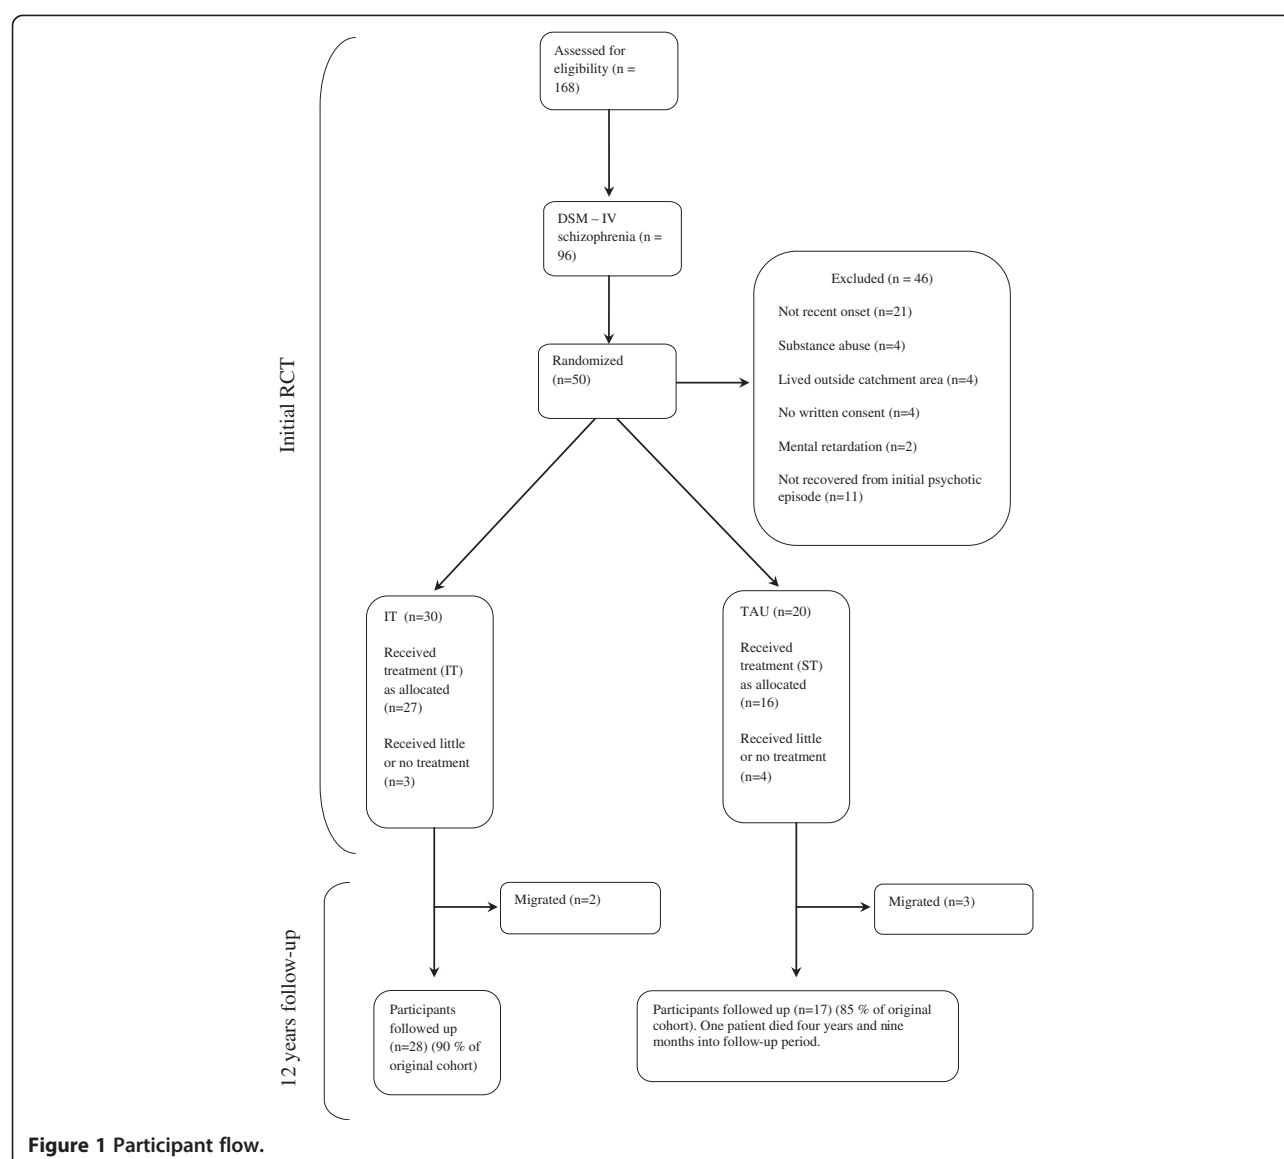 Assessed for
eligibility (n =
168)
DSM – IV
schizophrenia (n =
96)
Excluded (n = 46)
Not recent onset (n=21)
Substance abuse (n=4)
Lived outside catchment area (n=4)
No written consent (n=4)
Mental retardation (n=2)
Not recovered from initial psychotic
episode (n=11)
Randomized
(n=50)
Initial RCT
IT (n=30)
Received
treatment (IT)
as allocated
(n=27)
Received little
or no treatment
(n=3)
TAU (n=20)
Received
treatment (ST)
as allocated
(n=16)
Received little
or no treatment
(n=4)
Migrated (n=2)
Migrated (n=3)
12 years follow-up
Participants
followed up
(n=28) (90 % of
original cohort)
Participants followed up (n=17) (85 % of original
cohort). One patient died four years and nine
months into follow-up period.
Figure 1 Participant flow.